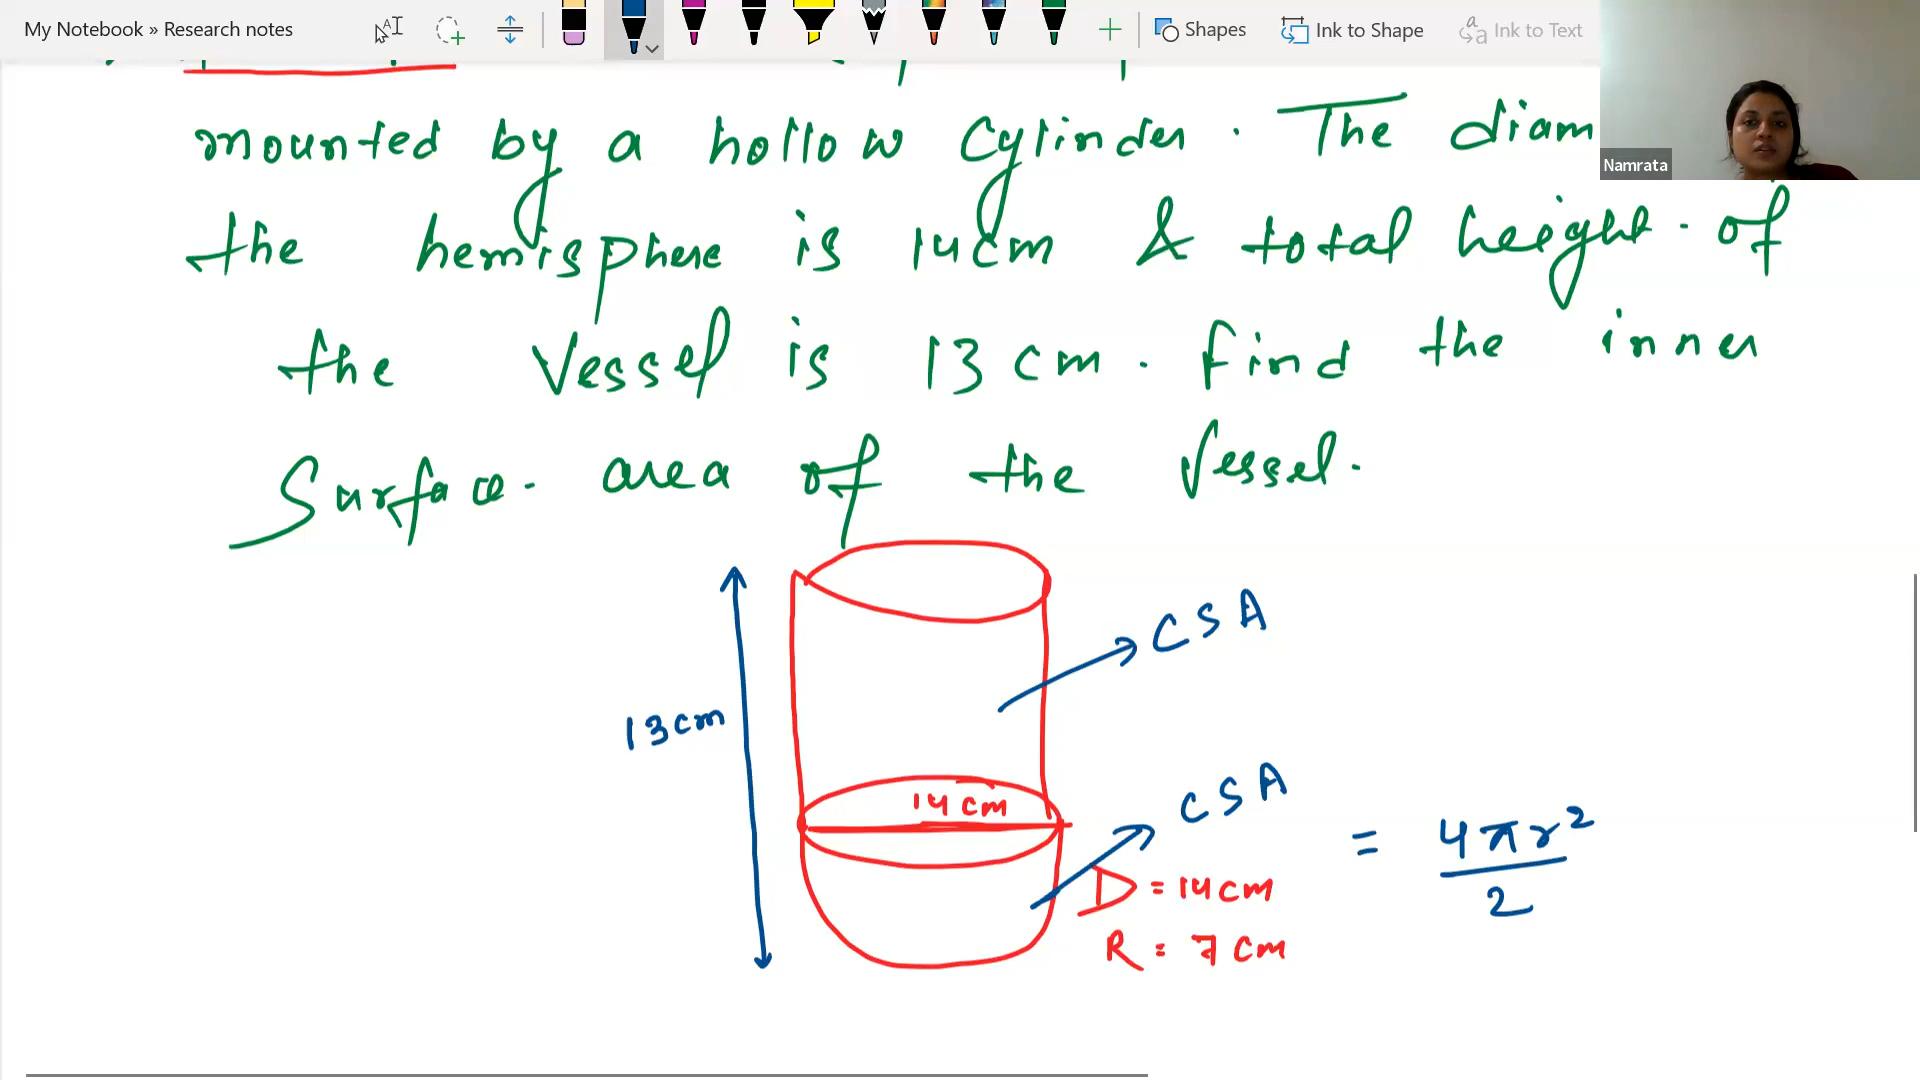 My Notebook » Research notes
Shapes
Ink to Shape
Ink to Text
Namrata
mounted by a hollow Cylinder. The diam
the hemisphere is 14cm & total height. of
the Vessel is 13 cm. find the inner
Surface. area of the Vessel.
CSA
13cm
14 cm
CSA
= 4πr²/2
D = 14cm
R = 7 cm